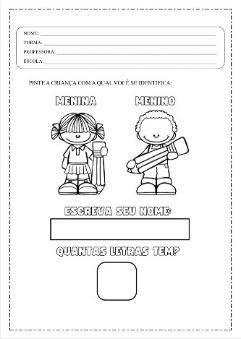 NOME:
TURMA:
PROFESSORA:
ESCOLA:
PINTE A CRIANÇA COM A QUAL VOCÊ SE IDENTIFICA:
MENINA MENINO
ESCREVA SEU NOME:
QUANTAS LETRAS TEM?